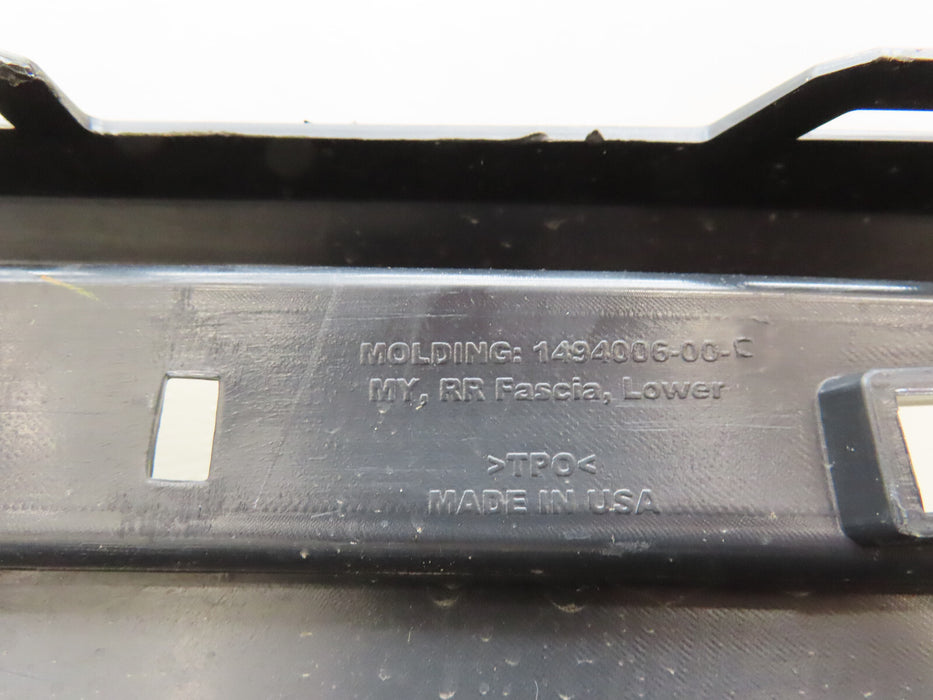 MOLDING: 1494006-00-C
MY, RR Fascia, Lower
>TPO<
MADE IN USA